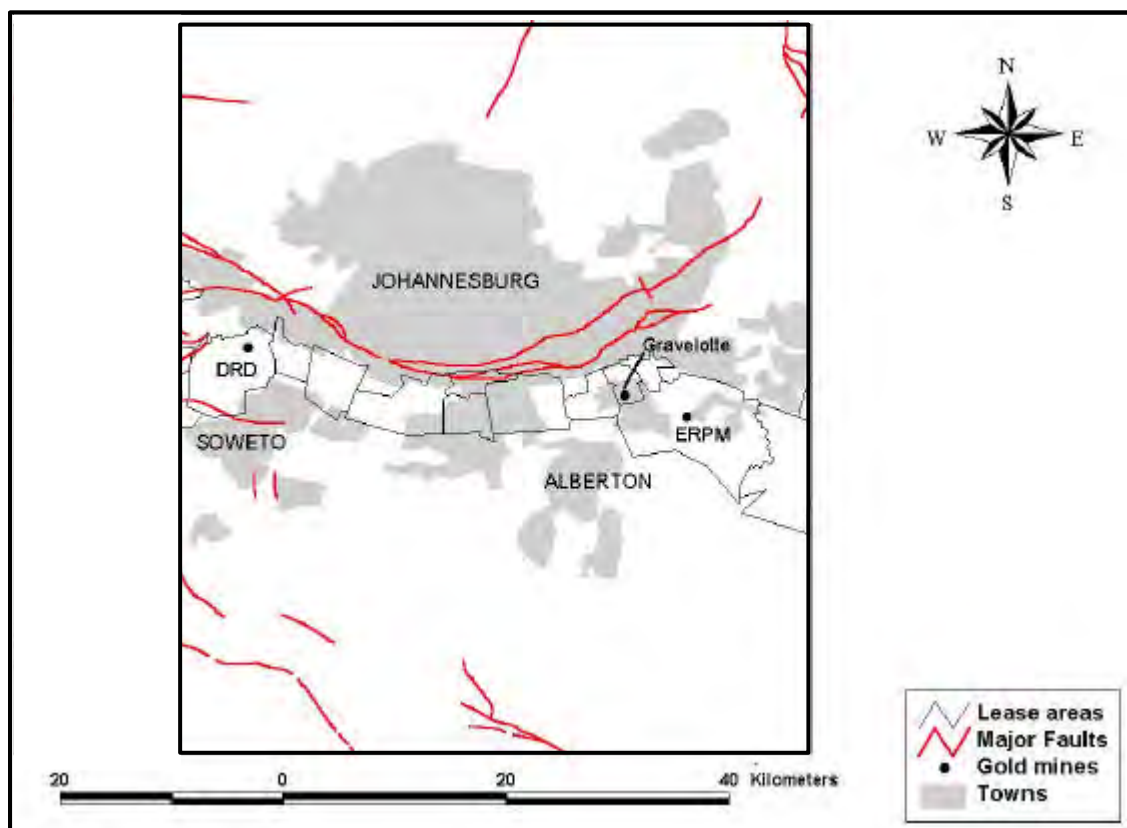 N
W E
S
JOHANNESBURG
Gravelotte
DRD
ERPM
SOWETO
ALBERTON
Lease areas
Major Faults
Gold mines
Towns
20 0 20 40 Kilometers